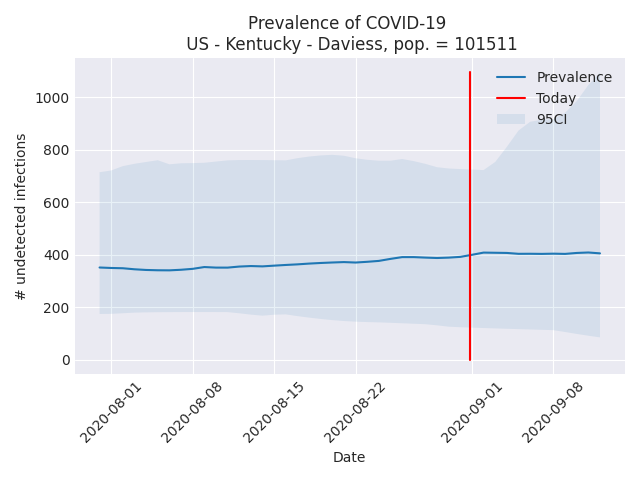 Prevalence of COVID-19
US - Kentucky - Daviess, pop. = 101511
Prevalence
Today
95CI
# undetected infections
1000
800
600
400
200
0
2020-08-01
2020-08-08
2020-08-15
2020-08-22
2020-09-01
2020-09-08
Date